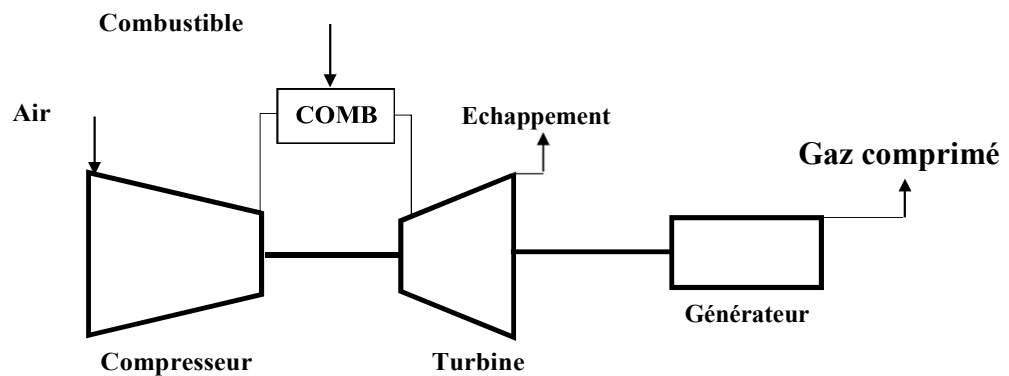 Combustible
Air
COMB
Echappement
Gaz comprimé
Générateur
Compresseur
Turbine